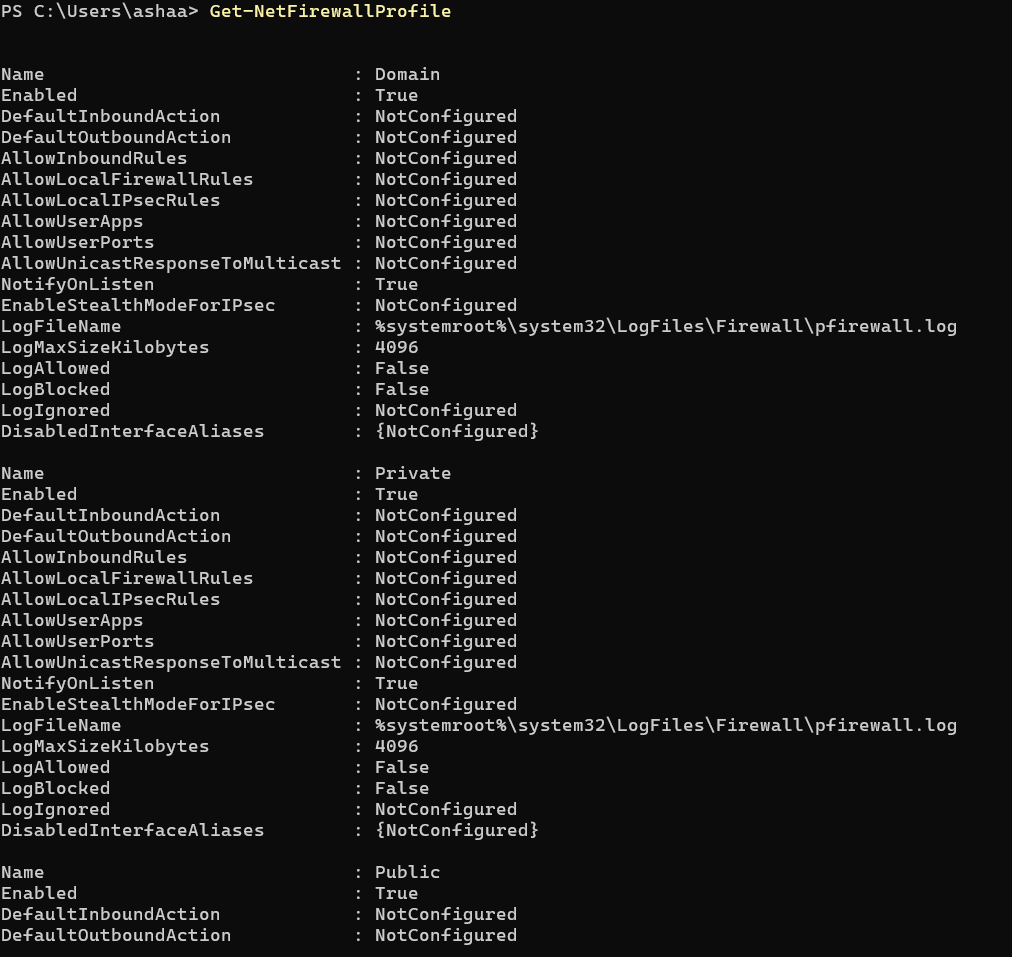 PS C:\Users\ashaa> Get-NetFirewallProfile
Name                             : Domain
Enabled                          : True
DefaultInboundAction             : NotConfigured
DefaultOutboundAction            : NotConfigured
AllowInboundRules                : NotConfigured
AllowLocalFirewallRules          : NotConfigured
AllowLocalIPsecRules             : NotConfigured
AllowUserApps                    : NotConfigured
AllowUserPorts                   : NotConfigured
AllowUnicastResponseToMulticast : NotConfigured
NotifyOnListen                   : True
EnableStealthModeForIPsec        : NotConfigured
LogFileName                      : %systemroot%\system32\LogFiles\Firewall\pfirewall.log
LogMaxSizeKilobytes              : 4096
LogAllowed                       : False
LogBlocked                       : False
LogIgnored                       : NotConfigured
DisabledInterfaceAliases         : {NotConfigured}
Name                             : Private
Enabled                          : True
DefaultInboundAction             : NotConfigured
DefaultOutboundAction            : NotConfigured
AllowInboundRules                : NotConfigured
AllowLocalFirewallRules          : NotConfigured
AllowLocalIPsecRules             : NotConfigured
AllowUserApps                    : NotConfigured
AllowUserPorts                   : NotConfigured
AllowUnicastResponseToMulticast : NotConfigured
NotifyOnListen                   : True
EnableStealthModeForIPsec        : NotConfigured
LogFileName                      : %systemroot%\system32\LogFiles\Firewall\pfirewall.log
LogMaxSizeKilobytes              : 4096
LogAllowed                       : False
LogBlocked                       : False
LogIgnored                       : NotConfigured
DisabledInterfaceAliases         : {NotConfigured}
Name                             : Public
Enabled                          : True
DefaultInboundAction             : NotConfigured
DefaultOutboundAction            : NotConfigured